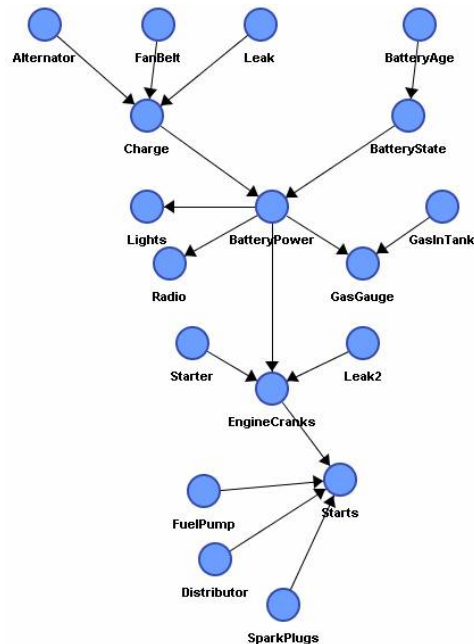 Alternator FanBelt Leak BatteryAge
Charge BatteryState
Lights BatteryPower GasInTank
Radio GasGauge
Starter Leak2
EngineCranks
FuelPump Starts
Distributor
SparkPlugs